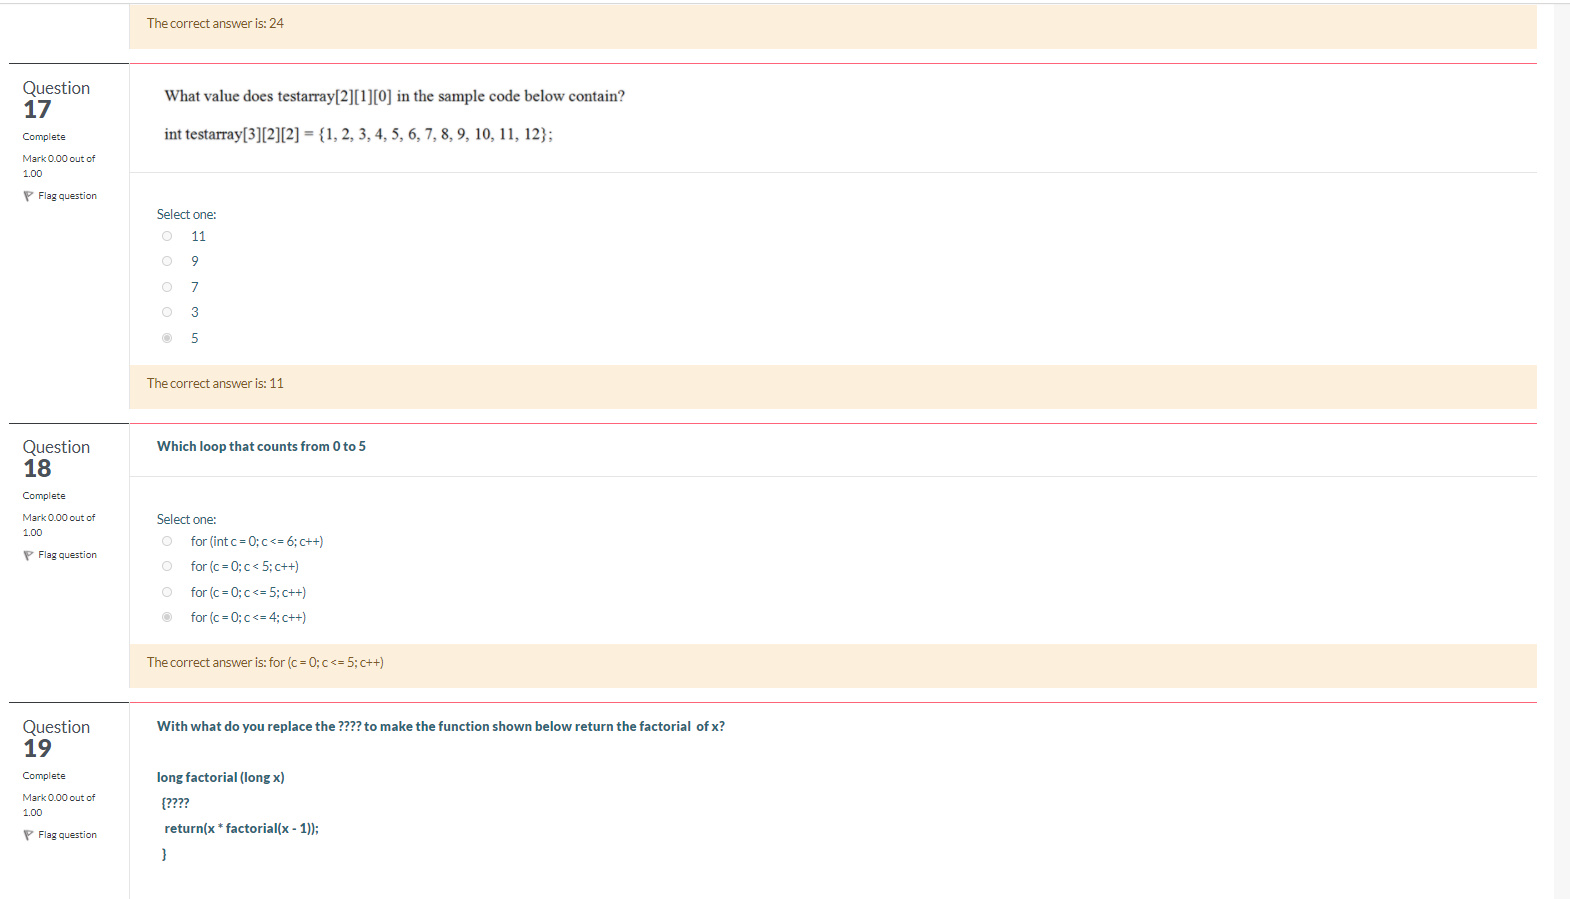 The correct answer is: 24
Question
17
Complete
Mark 0.00 out of
1.00
Flag question
What value does testarray[2][1][0] in the sample code below contain?
int testarray[3][2][2] = {1, 2, 3, 4, 5, 6, 7, 8, 9, 10, 11, 12};
Select one:
11
9
7
3
5
The correct answer is: 11
Question
18
Complete
Mark 0.00 out of
1.00
Flag question
Which loop that counts from 0 to 5
Select one:
for (int c = 0; c <= 6; c++)
for (c = 0; c < 5; c++)
for (c = 0; c <= 5; c++)
for (c = 0; c <= 4; c++)
The correct answer is: for (c = 0; c <= 5; c++)
Question
19
Complete
Mark 0.00 out of
1.00
Flag question
With what do you replace the ???? to make the function shown below return the factorial of x?
long factorial (long x)
{????
return(x * factorial(x - 1));
}